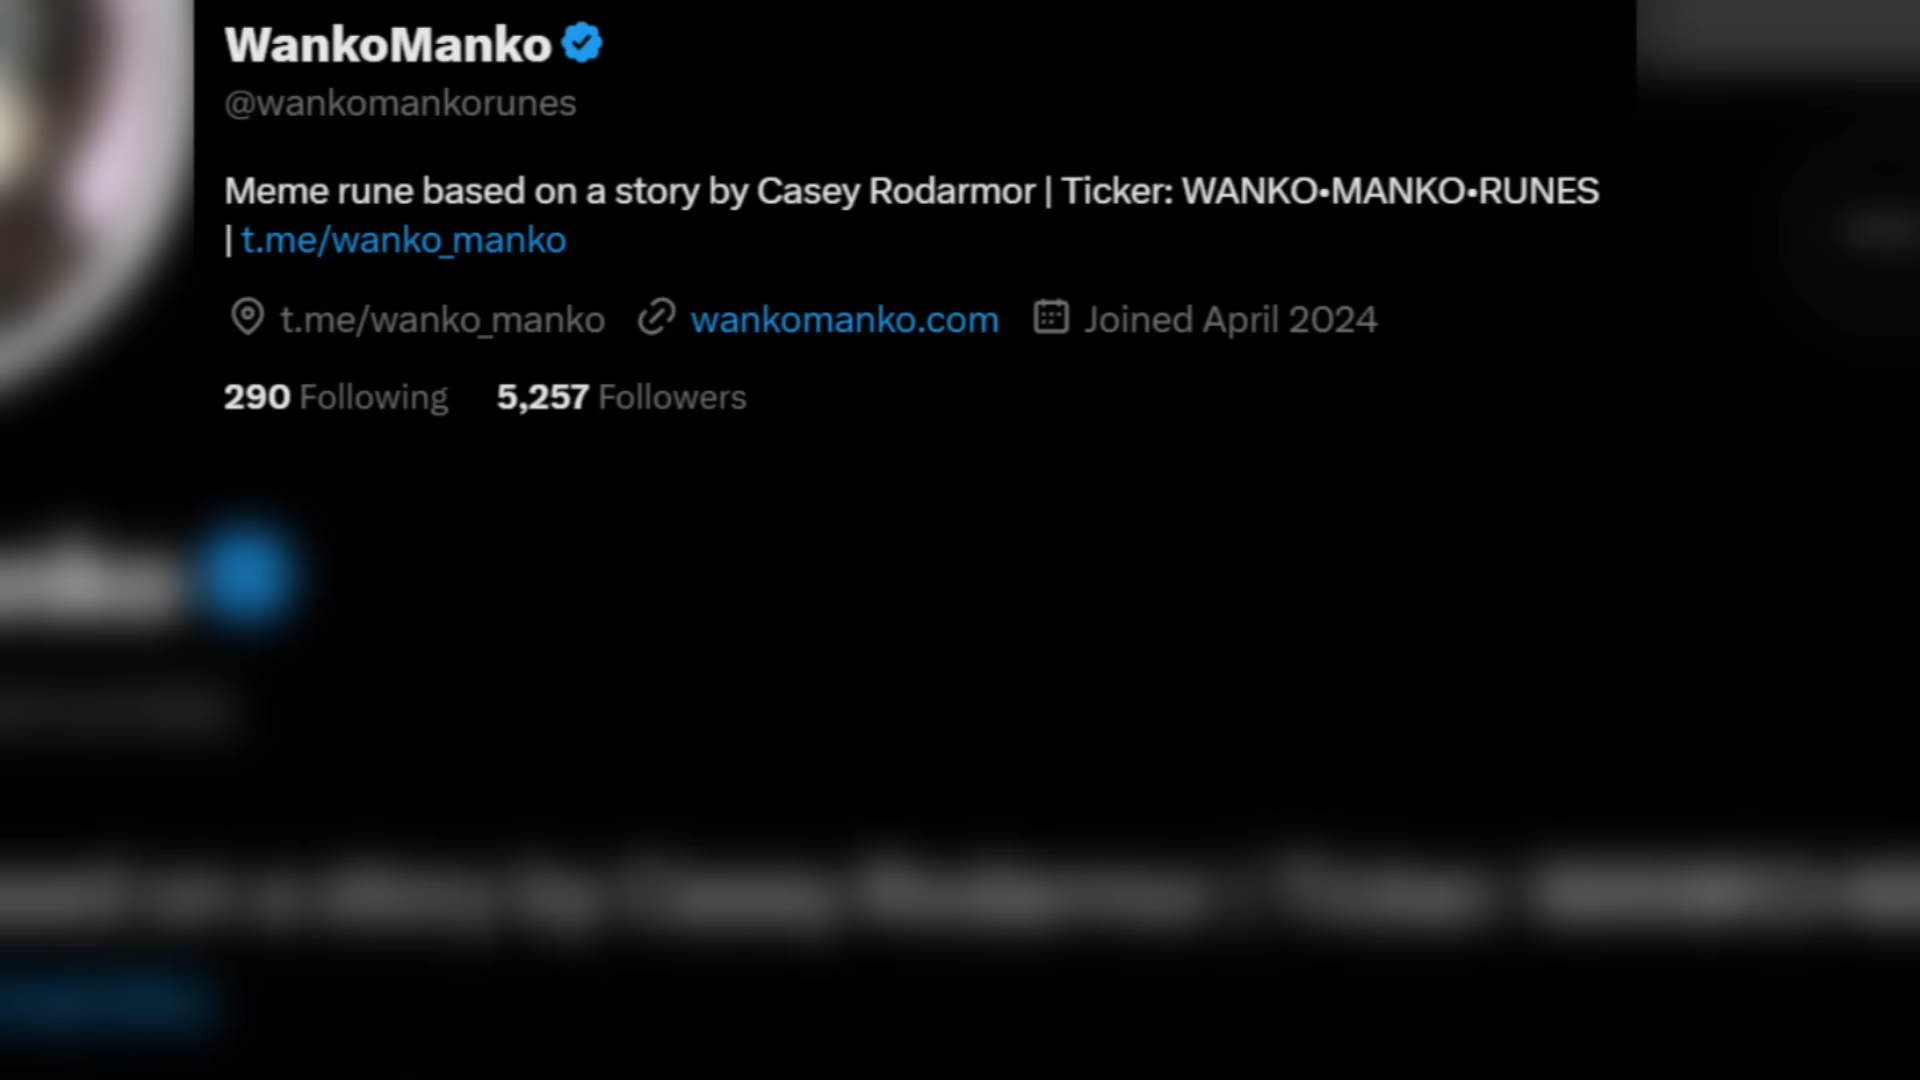 WankoManko
@wankomankorunes
Meme rune based on a story by Casey Rodarmor | Ticker: WANKO•MANKO•RUNES
| t.me/wanko_manko
t.me/wanko_manko wankomanko.com Joined April 2024
290 Following 5,257 Followers